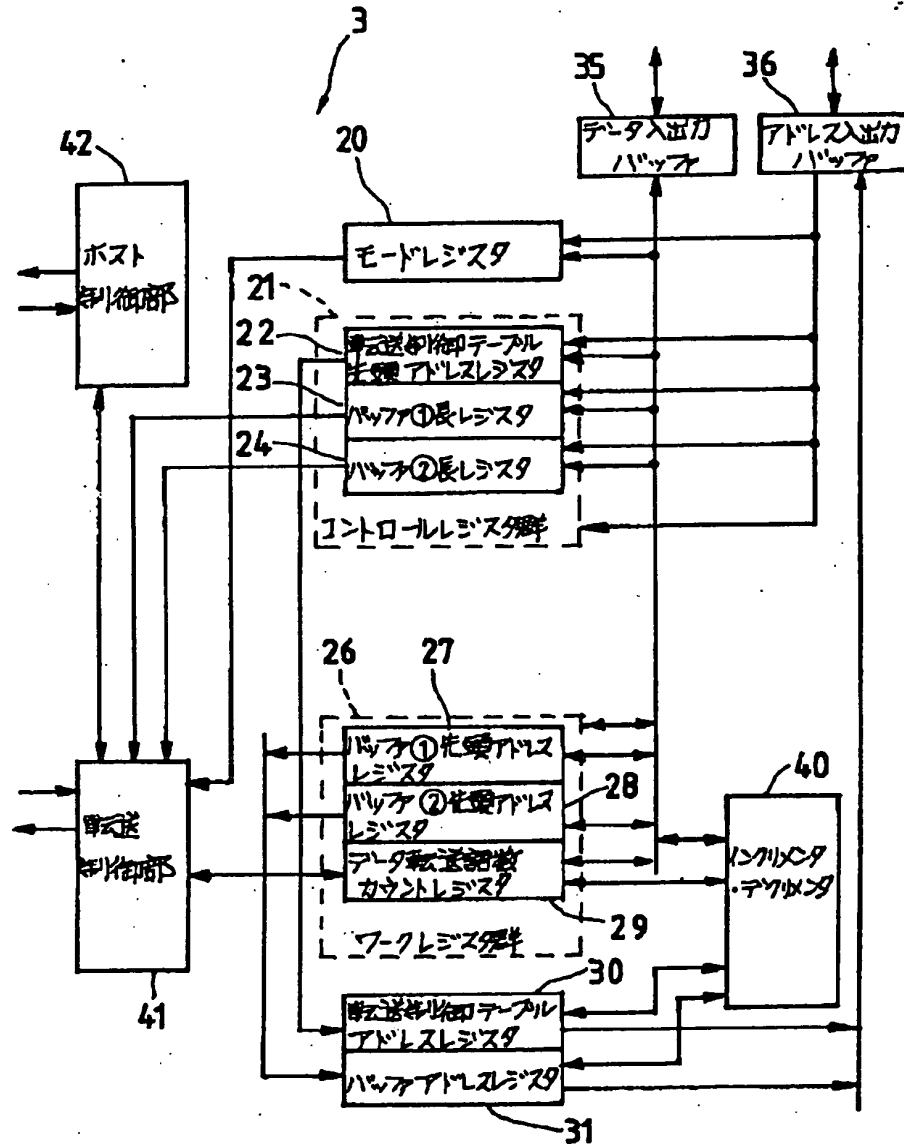 3
35
36
データ入出力
バッファ
アドレス入出力
バッファ
42
20
ホスト
制御部
モードレジスタ
21
22
転送制御テーブル
先頭アドレスレジスタ
23
バッファ①長レジスタ
24
バッファ②長レジスタ
コントロールレジスタ群
26
27
バッファ①先頭アドレス
レジスタ
28
バッファ②先頭アドレス
レジスタ
データ転送語数
カウントレジスタ
29
ワークレジスタ群
40
インクリメンタ
・デクリメンタ
転送
制御部
41
30
転送制御テーブル
アドレスレジスタ
バッファアドレスレジスタ
31